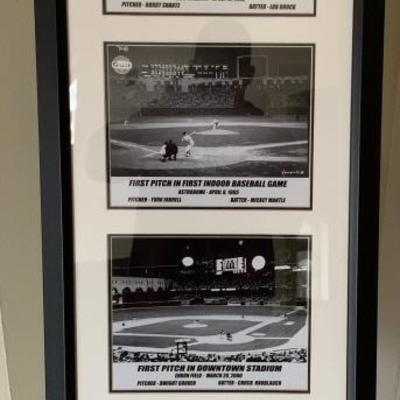 PITCHER - BOBBY SHANTZ BATTER - LOU BROCK
FIRST PITCH IN FIRST INDOOR BASEBALL GAME
ASTRODOME - APRIL 9, 1965
PITCHER - TURK FARRELL BATTER - MICKEY MANTLE
FIRST PITCH IN DOWNTOWN STADIUM
ENRON FIELD - MARCH 30, 2000
PITCHER - DWIGHT GOODEN BATTER - CHUCK KNOBLAUCH